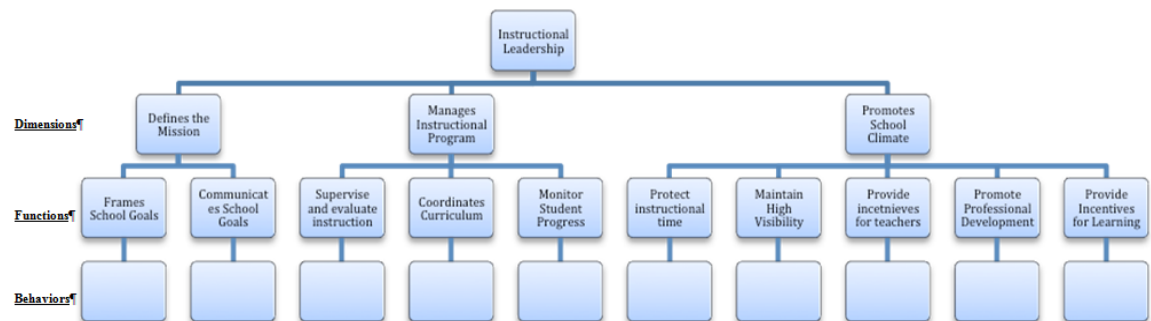 Instructional
Leadership
Dimensions¶
Defines the
Mission
Manages
Instructional
Program
Promotes
School
Climate
Functions¶
Frames
School Goals
Communicat
es School
Goals
Supervise
and evaluate
instruction
Coordinates
Curriculum
Monitor
Student
Progress
Protect
instructional
time
Maintain
High
Visibility
Provide
incetnieves
for teachers
Promote
Professional
Development
Provide
Incentives
for Learning
Behaviors¶